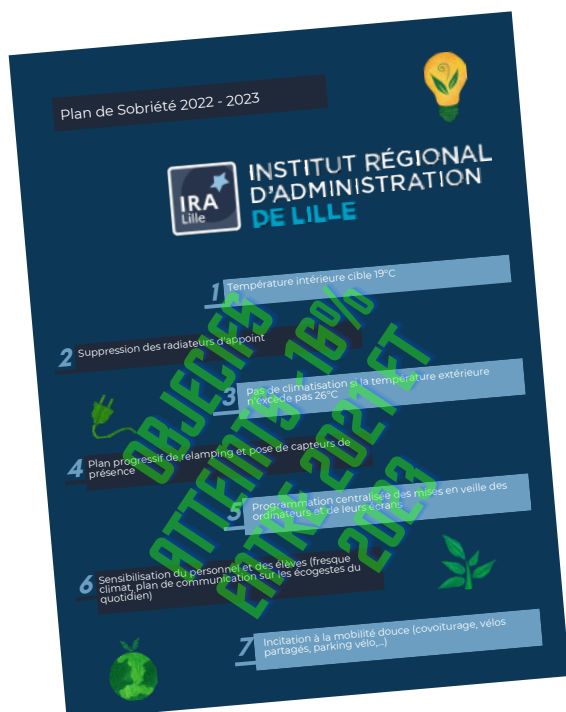 Plan de Sobriété 2022 - 2023
IRA
Lille
INSTITUT RÉGIONAL
D'ADMINISTRATION
DE LILLE
1 Température intérieure cible 19°C
2 Suppression des radiateurs d'appoint
3 Pas de climatisation si la température extérieure
n'excède pas 26°C
4 Plan progressif de relamping et pose de capteurs de
présence
5 Programmation centralisée des mises en veille des
ordinateurs et de leurs écrans
6 Sensibilisation du personnel et des élèves (fresque
climat, plan de communication sur les écogestes du
quotidien)
7 Incitation à la mobilité douce (covoiturage, vélos
partagés, parking vélo,...)
OBJECIFS
ATTEINTS -16%
ENTRE 2021 ET
2023